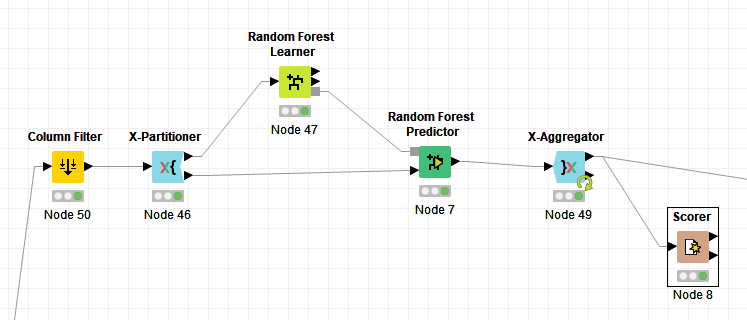 Random Forest
Learner
Node 47
Random Forest
Predictor
Column Filter
X-Partitioner
X-Aggregator
X{
}X
Node 50
Node 46
Node 7
Node 49
Scorer
Node 8